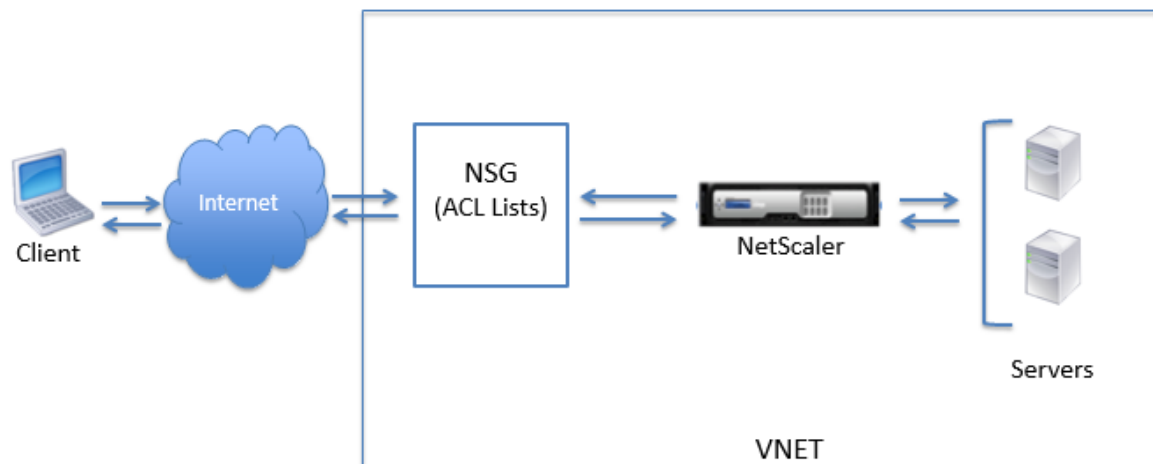 Client
Internet
NSG
(ACL Lists)
NetScaler
Servers
VNET